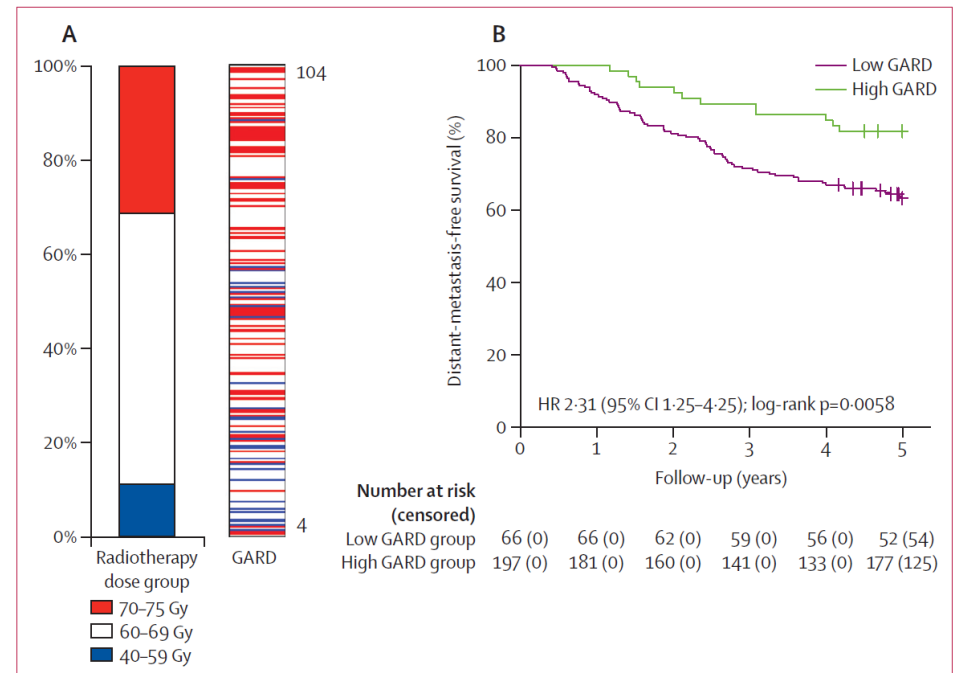 A
100%
80%
60%
40%
20%
0%
Radiotherapy
dose group
70–75 Gy
60–69 Gy
40–59 Gy
104
4
GARD
B
Distant-metastasis-free survival (%)
100
80
60
40
20
0
Low GARD
High GARD
HR 2·31 (95% CI 1·25–4·25); log-rank p=0·0058
0 1 2 3 4 5
Follow-up (years)
Number at risk
(censored)
Low GARD group 66 (0) 66 (0) 62 (0) 59 (0) 56 (0) 52 (54)
High GARD group 197 (0) 181 (0) 160 (0) 141 (0) 133 (0) 177 (125)